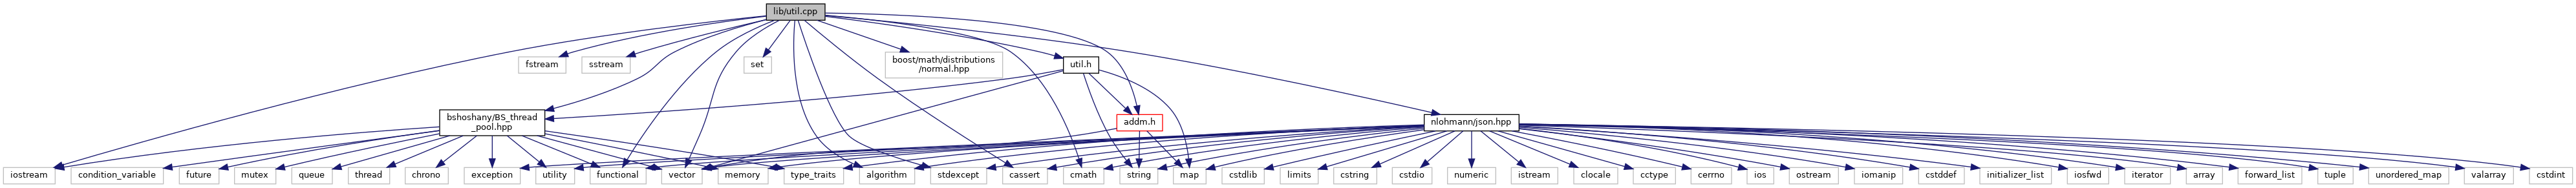 lib/util.cpp
fstream
sstream
set
boost/math/distributions
/normal.hpp
util.h
bshoshany/BS_thread
_pool.hpp
addm.h
nlohmann/json.hpp
iostream
condition_variable
future
mutex
queue
thread
chrono
exception
utility
functional
vector
memory
type_traits
algorithm
stdexcept
cassert
cmath
string
map
cstdlib
limits
cstring
cstdio
numeric
istream
clocale
cctype
cerrno
ios
ostream
iomanip
cstddef
initializer_list
iosfwd
iterator
array
forward_list
tuple
unordered_map
valarray
cstdint